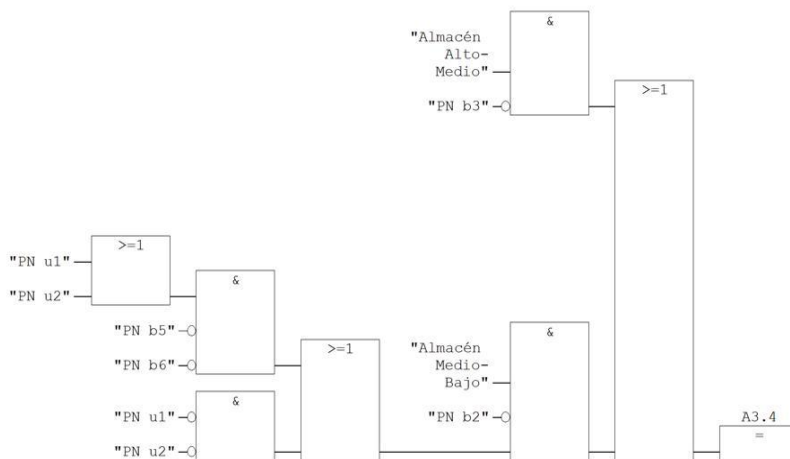 &
"Almacén
Alto-
Medio"
"PN b3"
>=1
>=1
"PN u1"
"PN u2"
&
"PN b5"
"PN b6"
>=1
&
"PN u1"
"PN u2"
&
"Almacén
Medio-
Bajo"
"PN b2"
A3.4
=